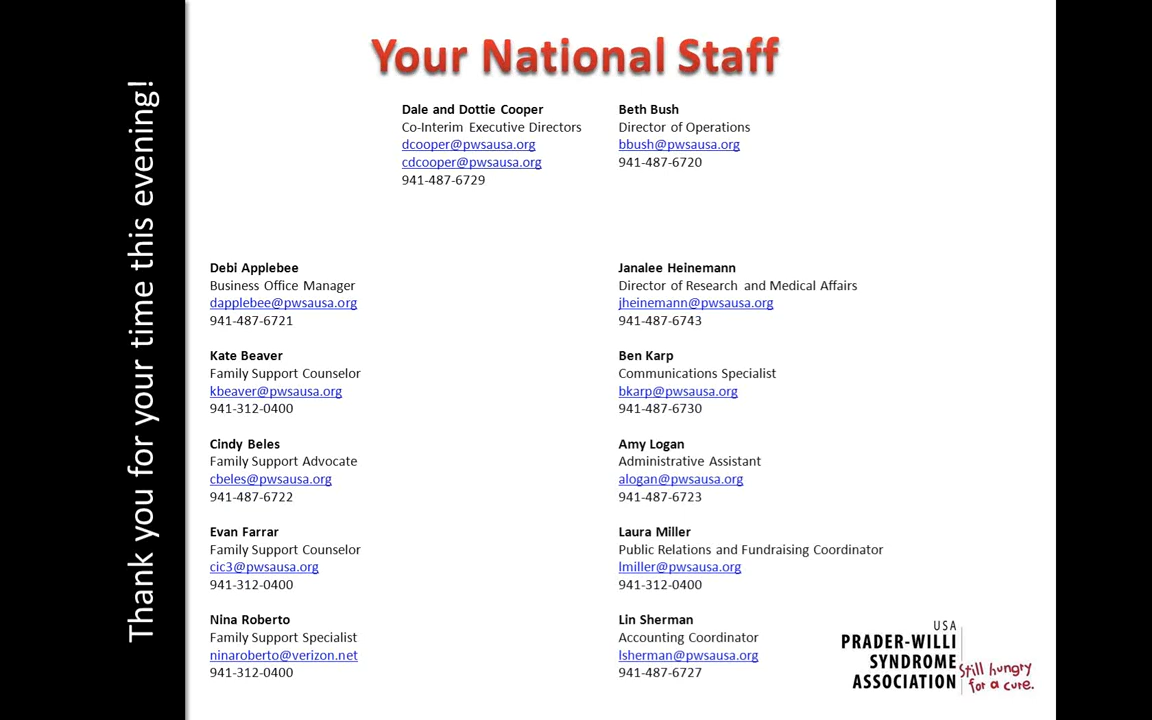 Thank you for your time this evening!
Your National Staff
Dale and Dottie Cooper
Co-Interim Executive Directors
dcooper@pwsausa.org
cdcooper@pwsausa.org
941-487-6729
Beth Bush
Director of Operations
bbush@pwsausa.org
941-487-6720
Debi Applebee
Business Office Manager
dapplebee@pwsausa.org
941-487-6721
Kate Beaver
Family Support Counselor
kbeaver@pwsausa.org
941-312-0400
Cindy Beles
Family Support Advocate
cbeles@pwsausa.org
941-487-6722
Evan Farrar
Family Support Counselor
cic3@pwsausa.org
941-312-0400
Nina Roberto
Family Support Specialist
ninaroberto@verizon.net
941-312-0400
Janalee Heinemann
Director of Research and Medical Affairs
jheinemann@pwsausa.org
941-487-6743
Ben Karp
Communications Specialist
bkarp@pwsausa.org
941-487-6730
Amy Logan
Administrative Assistant
alogan@pwsausa.org
941-487-6723
Laura Miller
Public Relations and Fundraising Coordinator
lmiller@pwsausa.org
941-312-0400
Lin Sherman
Accounting Coordinator
lsherman@pwsausa.org
941-487-6727
USA
PRADER-WILLI
SYNDROME
ASSOCIATION
Still hungry
for a cure.